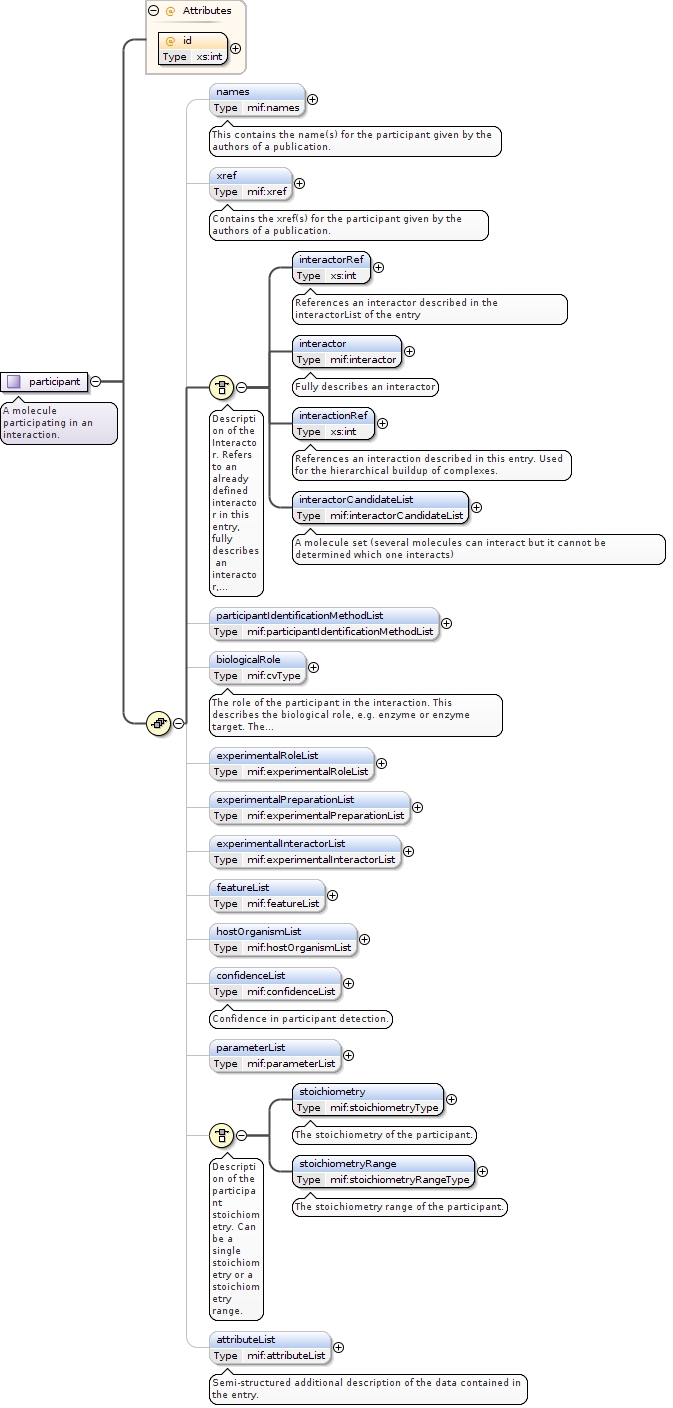 Attributes
@ id
Type xs:int
names
Type mif:names
This contains the name(s) for the participant given by the
authors of a publication.
xref
Type mif:xref
Contains the xref(s) for the participant given by the
authors of a publication.
interactorRef
Type xs:int
References an interactor described in the
interactorList of the entry
interactor
Type mif:interactor
Fully describes an interactor
participant
A molecule
participating in an
interaction.
Descripti
on of the
Interacto
r. Refers
to an
already
defined
interacto
r in this
entry,
fully
describes
an
interacto
r,...
interactionRef
Type xs:int
References an interaction described in this entry. Used
for the hierarchical buildup of complexes.
interactorCandidateList
Type mif:interactorCandidateList
A molecule set (several molecules can interact but it cannot be
determined which one interacts)
participantIdentificationMethodList
Type mif:participantIdentificationMethodList
biologicalRole
Type mif:cvType
The role of the participant in the interaction. This
describes the biological role, e.g. enzyme or enzyme
target. The...
experimentalRoleList
Type mif:experimentalRoleList
experimentalPreparationList
Type mif:experimentalPreparationList
experimentalInteractorList
Type mif:experimentalInteractorList
featureList
Type mif:featureList
hostOrganismList
Type mif:hostOrganismList
confidenceList
Type mif:confidenceList
Confidence in participant detection.
parameterList
Type mif:parameterList
stoichiometry
Type mif:stoichiometryType
The stoichiometry of the participant.
stoichiometryRange
Type mif:stoichiometryRangeType
The stoichiometry range of the participant.
Descripti
on of the
participa
nt
stoichiom
etry. Can
be a
single
stoichiom
etry or a
stoichiom
etry
range.
attributeList
Type mif:attributeList
Semi-structured additional description of the data contained in
the entry.